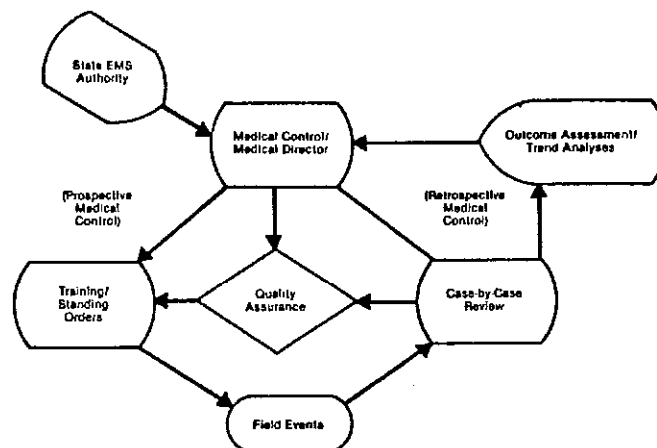 State EMS
Authority
Medical Control/
Medical Director
Outcome Assessment/
Trend Analyses
(Prospective
Medical
Control)
(Retrospective
Medical
Control)
Training/
Standing
Orders
Quality
Assurance
Case-by-Case
Review
Field Events